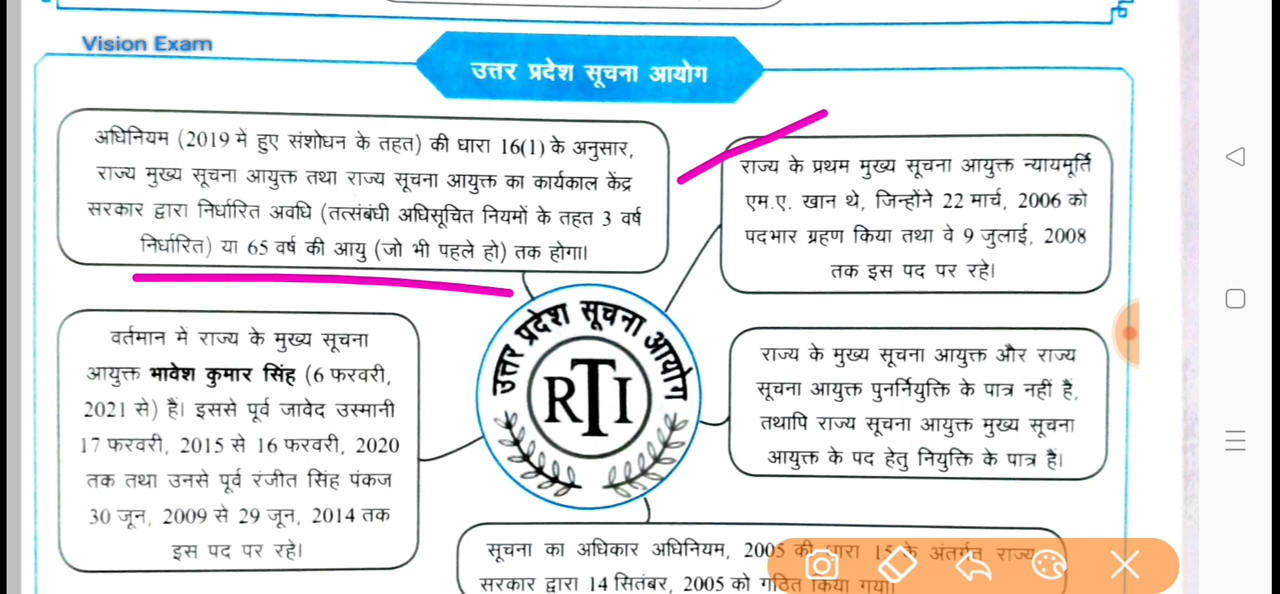 Vision Exam
उत्तर प्रदेश सूचना आयोग
अधिनियम (2019 में हुए संशोधन के तहत) की धारा 16(1) के अनुसार,
राज्य मुख्य सूचना आयुक्त तथा राज्य सूचना आयुक्त का कार्यकाल केंद्र
सरकार द्वारा निर्धारित अवधि (तत्संबंधी अधिसूचित नियमों के तहत 3 वर्ष
निर्धारित) या 65 वर्ष की आयु (जो भी पहले हो) तक होगा।
राज्य के प्रथम मुख्य सूचना आयुक्त न्यायमूर्ति
एम.ए. खान थे, जिन्होंने 22 मार्च, 2006 को
पदभार ग्रहण किया तथा वे 9 जुलाई, 2008
तक इस पद पर रहे।
वर्तमान में राज्य के मुख्य सूचना
आयुक्त भावेश कुमार सिंह (6 फरवरी,
2021 से) हैं। इससे पूर्व जावेद उस्मानी
17 फरवरी, 2015 से 16 फरवरी, 2020
तक तथा उनसे पूर्व रंजीत सिंह पंकज
30 जून, 2009 से 29 जून, 2014 तक
इस पद पर रहे।
उत्तर प्रदेश सूचना आयोग
RTI
राज्य के मुख्य सूचना आयुक्त और राज्य
सूचना आयुक्त पुनर्नियुक्ति के पात्र नहीं हैं,
तथापि राज्य सूचना आयुक्त मुख्य सूचना
आयुक्त के पद हेतु नियुक्ति के पात्र हैं।
सूचना का अधिकार अधिनियम, 2005 की धारा 15 के अंतर्गत राज्य
सरकार द्वारा 14 सितंबर, 2005 को गठित किया गया।